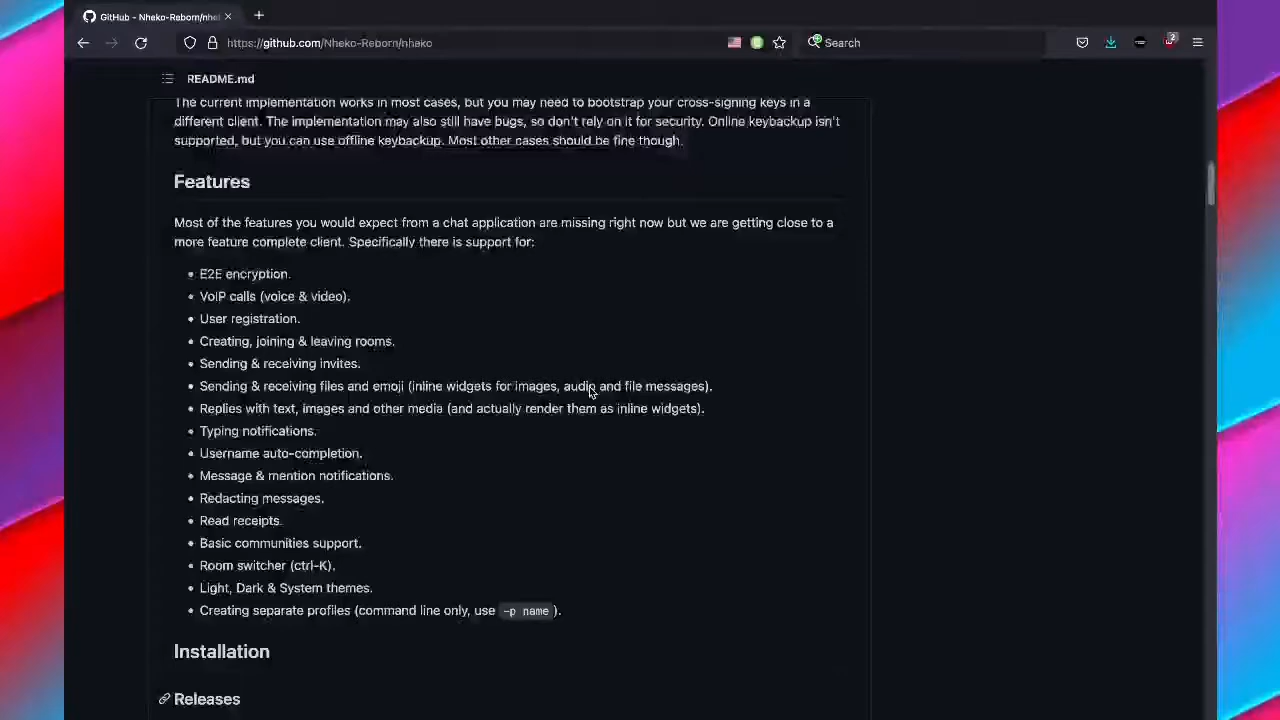 GitHub - Nheko-Reborn/nhe
https://github.com/Nheko-Reborn/nheko
Search
2
README.md
The current implementation works in most cases, but you may need to bootstrap your cross-signing keys in a
different client. The implementation may also still have bugs, so don't rely on it for security. Online keybackup isn't
supported, but you can use offline keybackup. Most other cases should be fine though.
Features
Most of the features you would expect from a chat application are missing right now but we are getting close to a
more feature complete client. Specifically there is support for:
• E2E encryption.
• VoIP calls (voice & video).
• User registration.
• Creating, joining & leaving rooms.
• Sending & receiving invites.
• Sending & receiving files and emoji (inline widgets for images, audio and file messages).
• Replies with text, images and other media (and actually render them as inline widgets).
• Typing notifications.
• Username auto-completion.
• Message & mention notifications.
• Redacting messages.
• Read receipts.
• Basic communities support.
• Room switcher (ctrl-K).
• Light, Dark & System themes.
• Creating separate profiles (command line only, use -p name ).
Installation
Releases